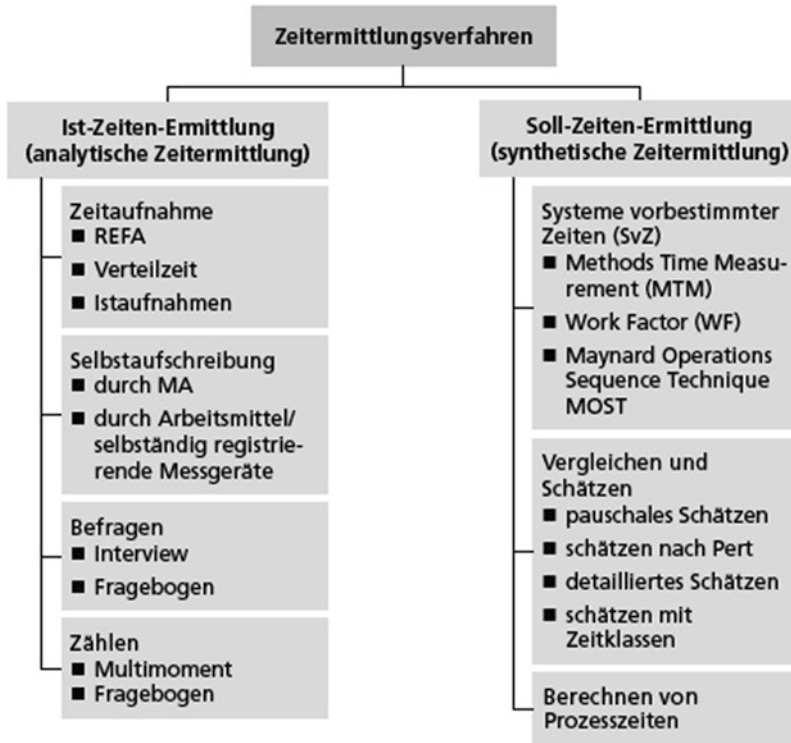 Zeitermittlungsverfahren
Ist-Zeiten-Ermittlung
(analytische Zeitermittlung)
Zeitaufnahme
■ REFA
■ Verteilzeit
■ Istaufnahmen
Selbstaufschreibung
■ durch MA
■ durch Arbeitsmittel/
selbständig registrie-
rende Messgeräte
Befragen
■ Interview
■ Fragebogen
Zählen
■ Multimoment
■ Fragebogen
Soll-Zeiten-Ermittlung
(synthetische Zeitermittlung)
Systeme vorbestimmter
Zeiten (SvZ)
■ Methods Time Measu-
rement (MTM)
■ Work Factor (WF)
■ Maynard Operations
Sequence Technique
MOST
Vergleichen und
Schätzen
■ pauschales Schätzen
■ schätzen nach Pert
■ detailliertes Schätzen
■ schätzen mit
Zeitklassen
Berechnen von
Prozesszeiten